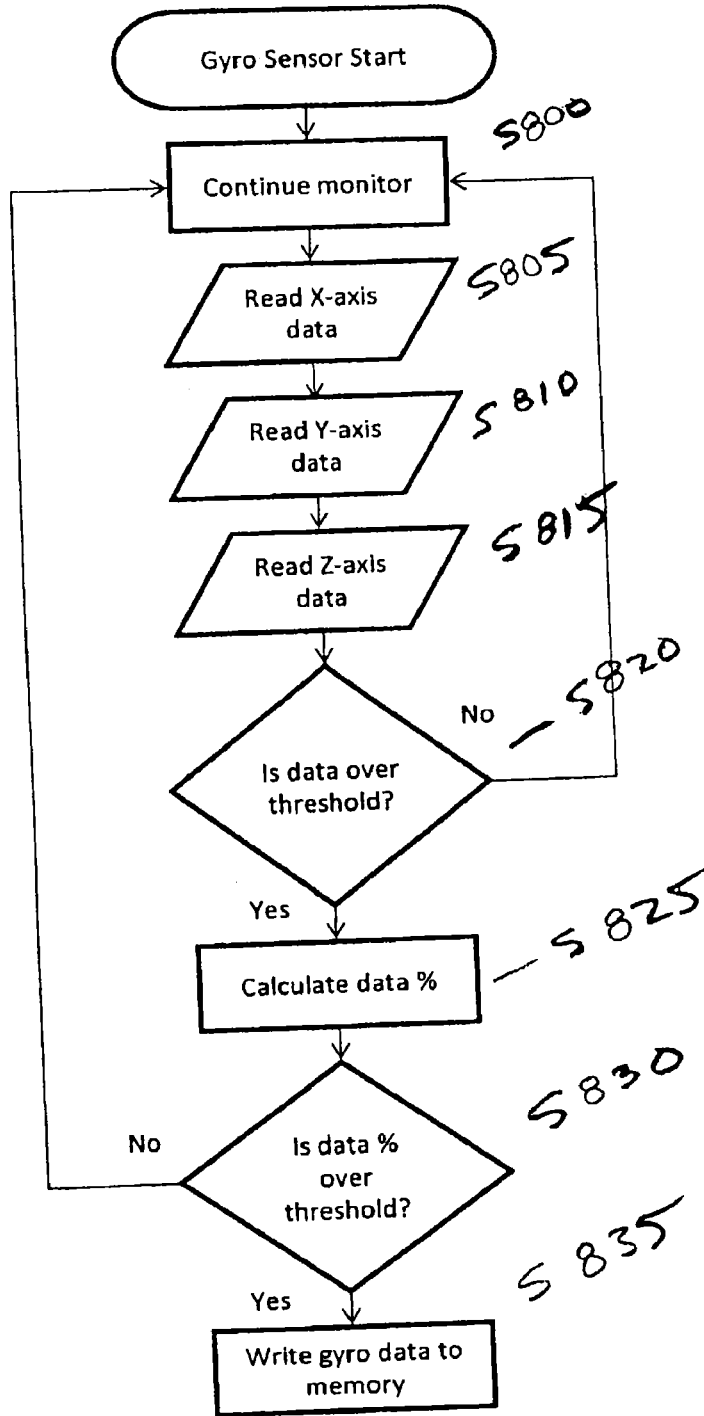 Gyro Sensor Start
S800
Continue monitor
S805
Read X-axis
data
S810
Read Y-axis
data
S815
Read Z-axis
data
S820
No
Is data over
threshold?
Yes
S825
Calculate data %
S830
No
Is data %
over
threshold?
S835
Yes
Write gyro data to
memory